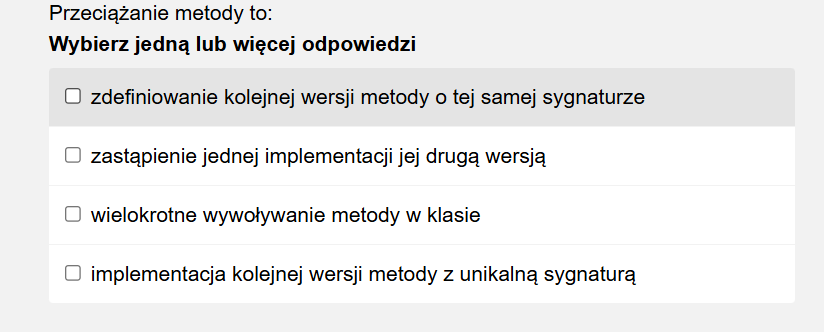 Przeciążanie metody to:
Wybierz jedną lub więcej odpowiedzi
zdefiniowanie kolejnej wersji metody o tej samej sygnaturze
zastąpienie jednej implementacji jej drugą wersją
wielokrotne wywoływanie metody w klasie
implementacja kolejnej wersji metody z unikalną sygnaturą